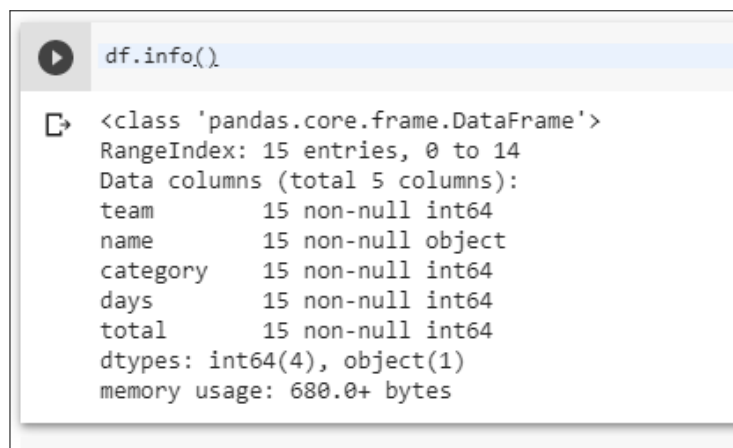 df.info()
<class 'pandas.core.frame.DataFrame'>
RangeIndex: 15 entries, 0 to 14
Data columns (total 5 columns):
team        15 non-null int64
name        15 non-null object
category    15 non-null int64
days        15 non-null int64
total       15 non-null int64
dtypes: int64(4), object(1)
memory usage: 680.0+ bytes